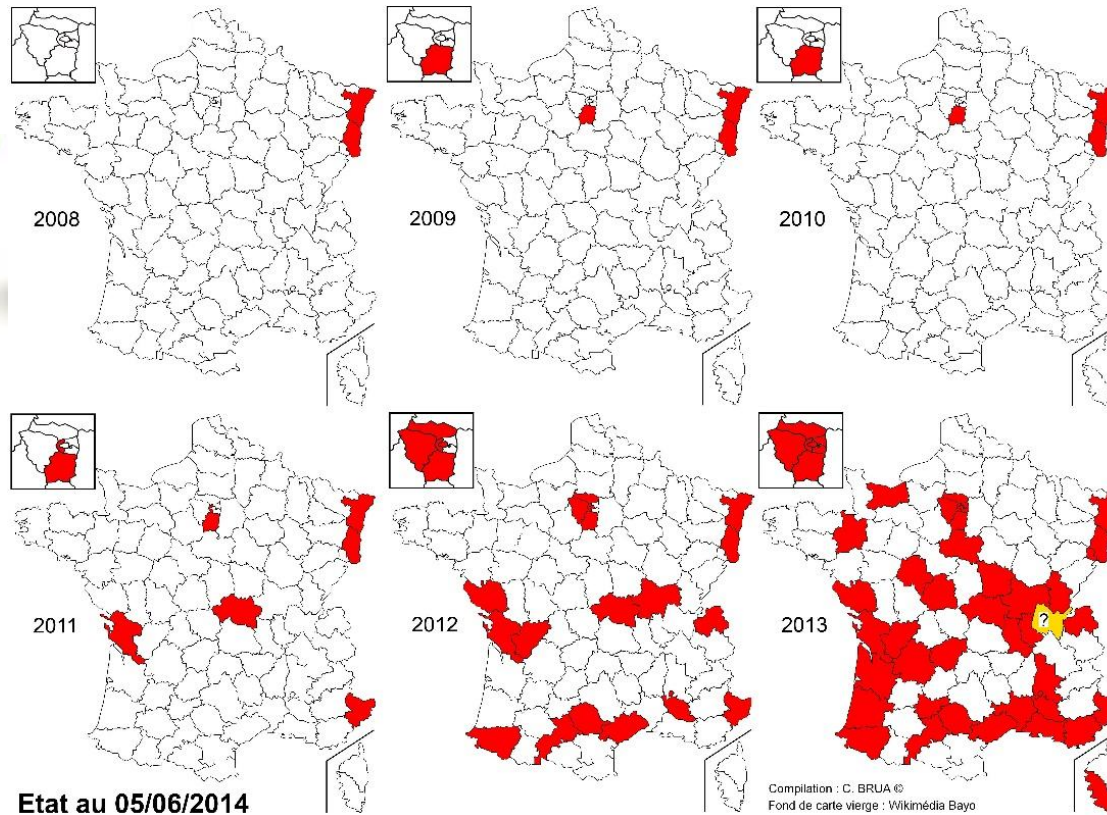 2008
2009
2010
2011
2012
2013
?
Etat au 05/06/2014
Compilation : C. BRUA ©
Fond de carte vierge : Wikimédia Bayo